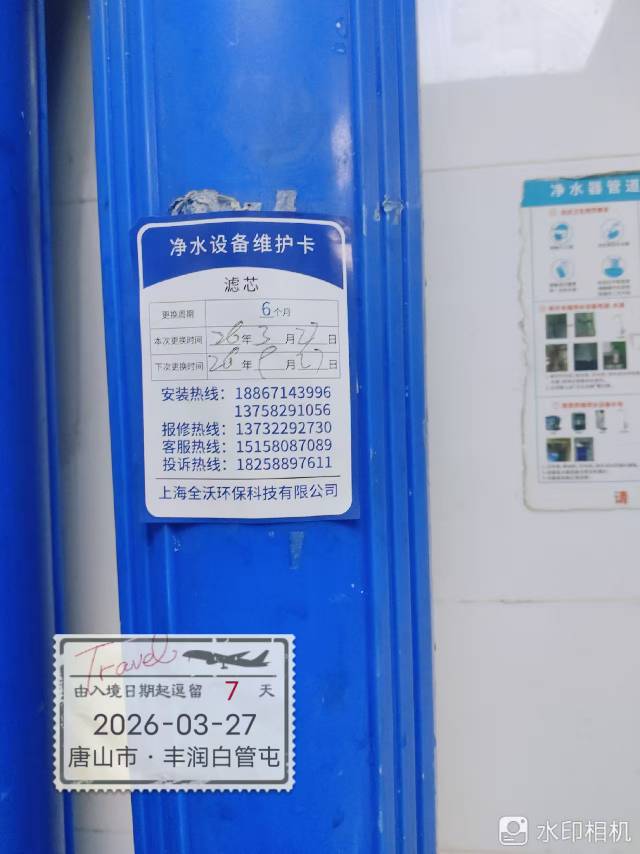 净水设备维护卡
滤芯
更换周期 6个月
本次更换时间 26年3月27日
下次更换时间 26年9月27日
安装热线：18867143996
13758291056
报修热线：13732292730
客服热线：15158087089
投诉热线：18258897611
上海全沃环保科技有限公司
净水器管道
请
Travel
由入境日期起逗留 7 天
2026-03-27
唐山市·丰润白管屯
水印相机